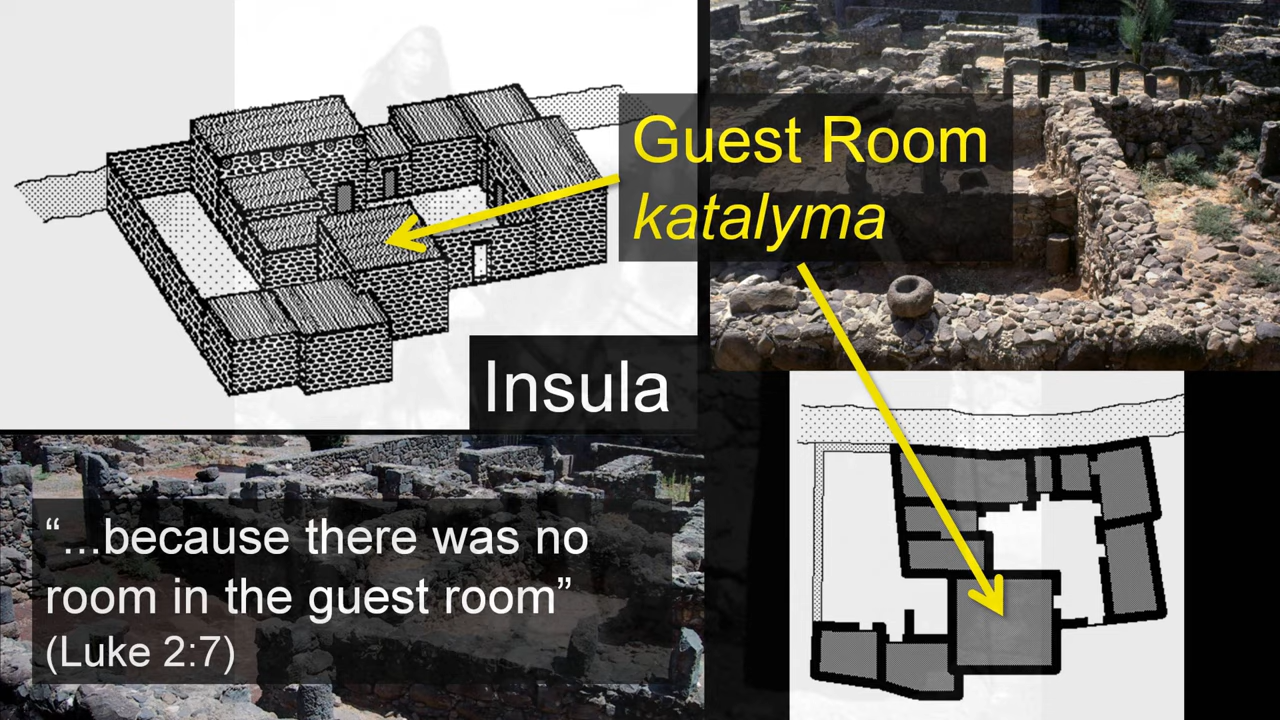 Guest Room
katalyma
Insula
“...because there was no
room in the guest room”
(Luke 2:7)